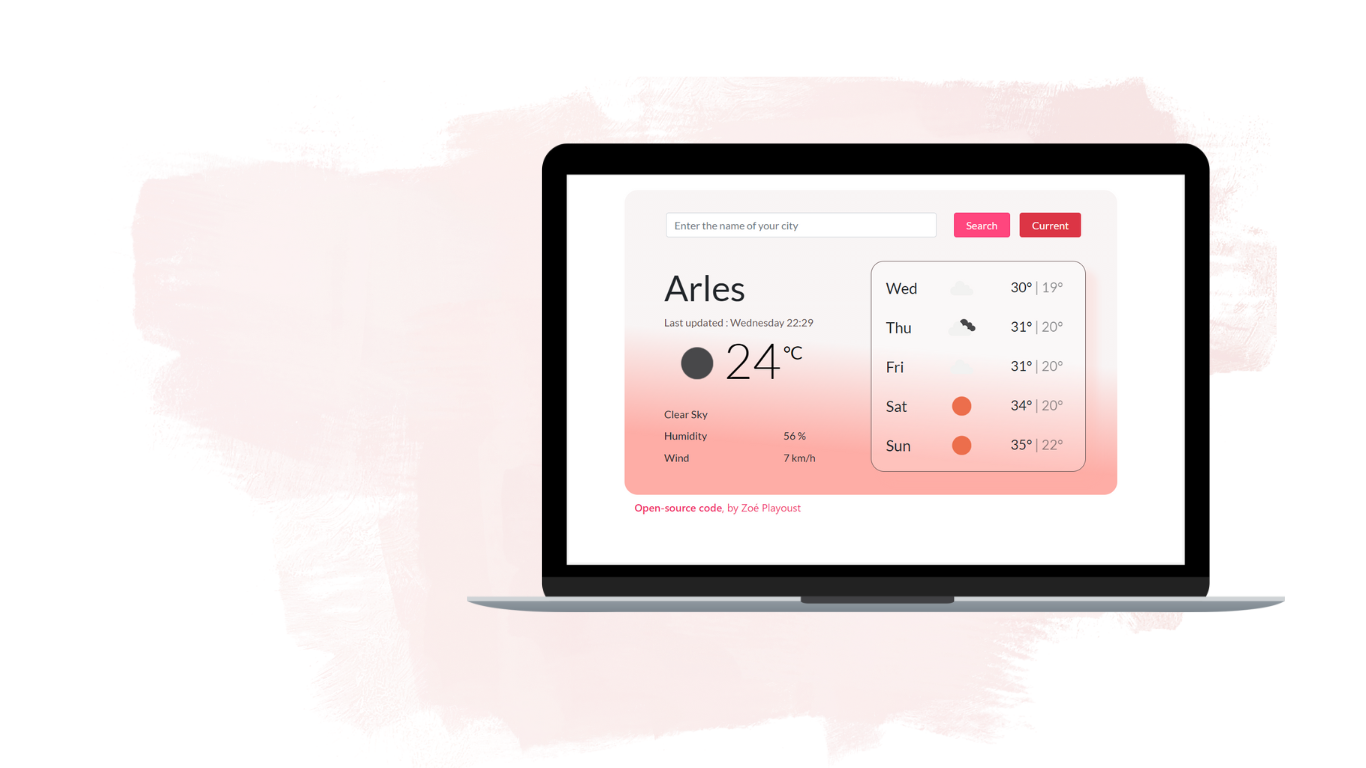 Enter the name of your city
Search
Current
Arles
Last updated : Wednesday 22:29
24°C
Clear Sky
Humidity 56 %
Wind 7 km/h
Wed 30° | 19°
Thu 31° | 20°
Fri 31° | 20°
Sat 34° | 20°
Sun 35° | 22°
Open-source code, by Zoé Playoust